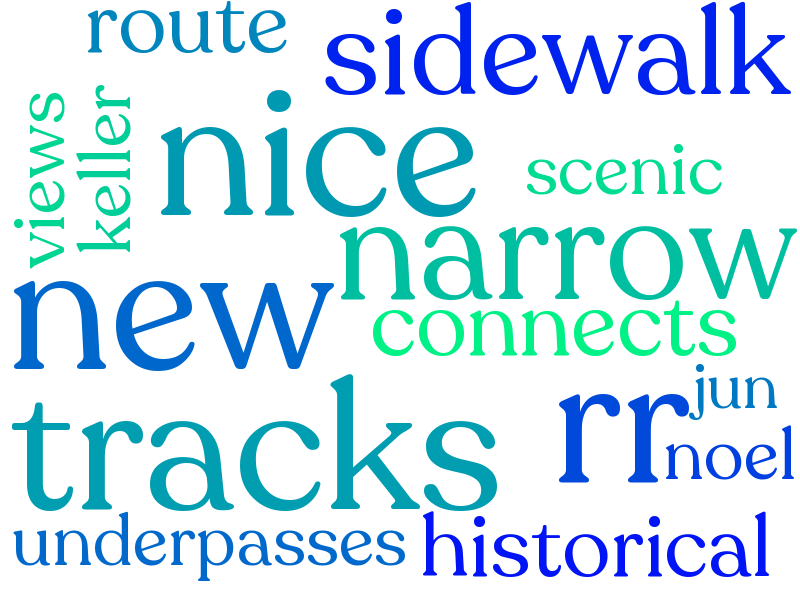 route
sidewalk
nice
views
keller
scenic
narrow
new
connects
tracks
rr
jun
noel
underpasses
historical